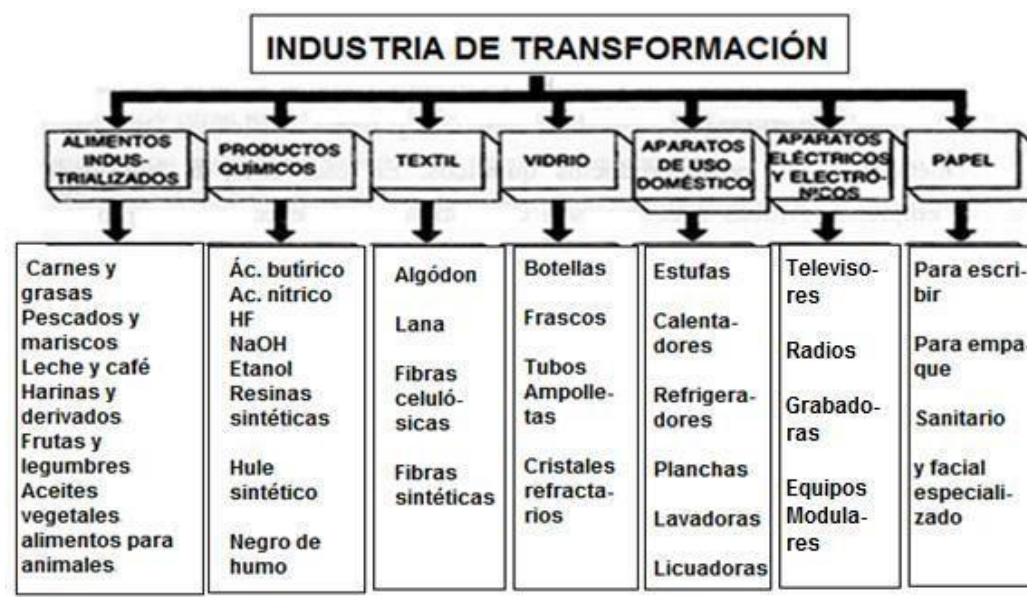 INDUSTRIA DE TRANSFORMACIÓN
ALIMENTOS
INDUS-
TRIALIZADOS
PRODUCTOS
QUÍMICOS
TEXTIL
VIDRIO
APARATOS
DE USO
DOMÉSTICO
APARATOS
ELÉCTRICOS
Y ELECTRÓ-
NICOS
PAPEL
Carnes y
grasas
Pescados y
mariscos
Leche y café
Harinas y
derivados
Frutas y
legumbres
Aceites
vegetales
alimentos para
animales
Ác. butírico
Ac. nítrico
HF
NaOH
Etanol
Resinas
sintéticas
Hule
sintético
Negro de
humo
Algódon
Lana
Fibras
celuló-
sicas
Fibras
sintéticas
Botellas
Frascos
Tubos
Ampolle-
tas
Cristales
refracta-
rios
Estufas
Calenta-
dores
Refrigera-
dores
Planchas
Lavadoras
Licuadoras
Televiso-
res
Radios
Grabado-
ras
Equipos
Modula-
res
Para escri-
bir
Para empa-
que
Sanitario
y facial
especiali-
zado